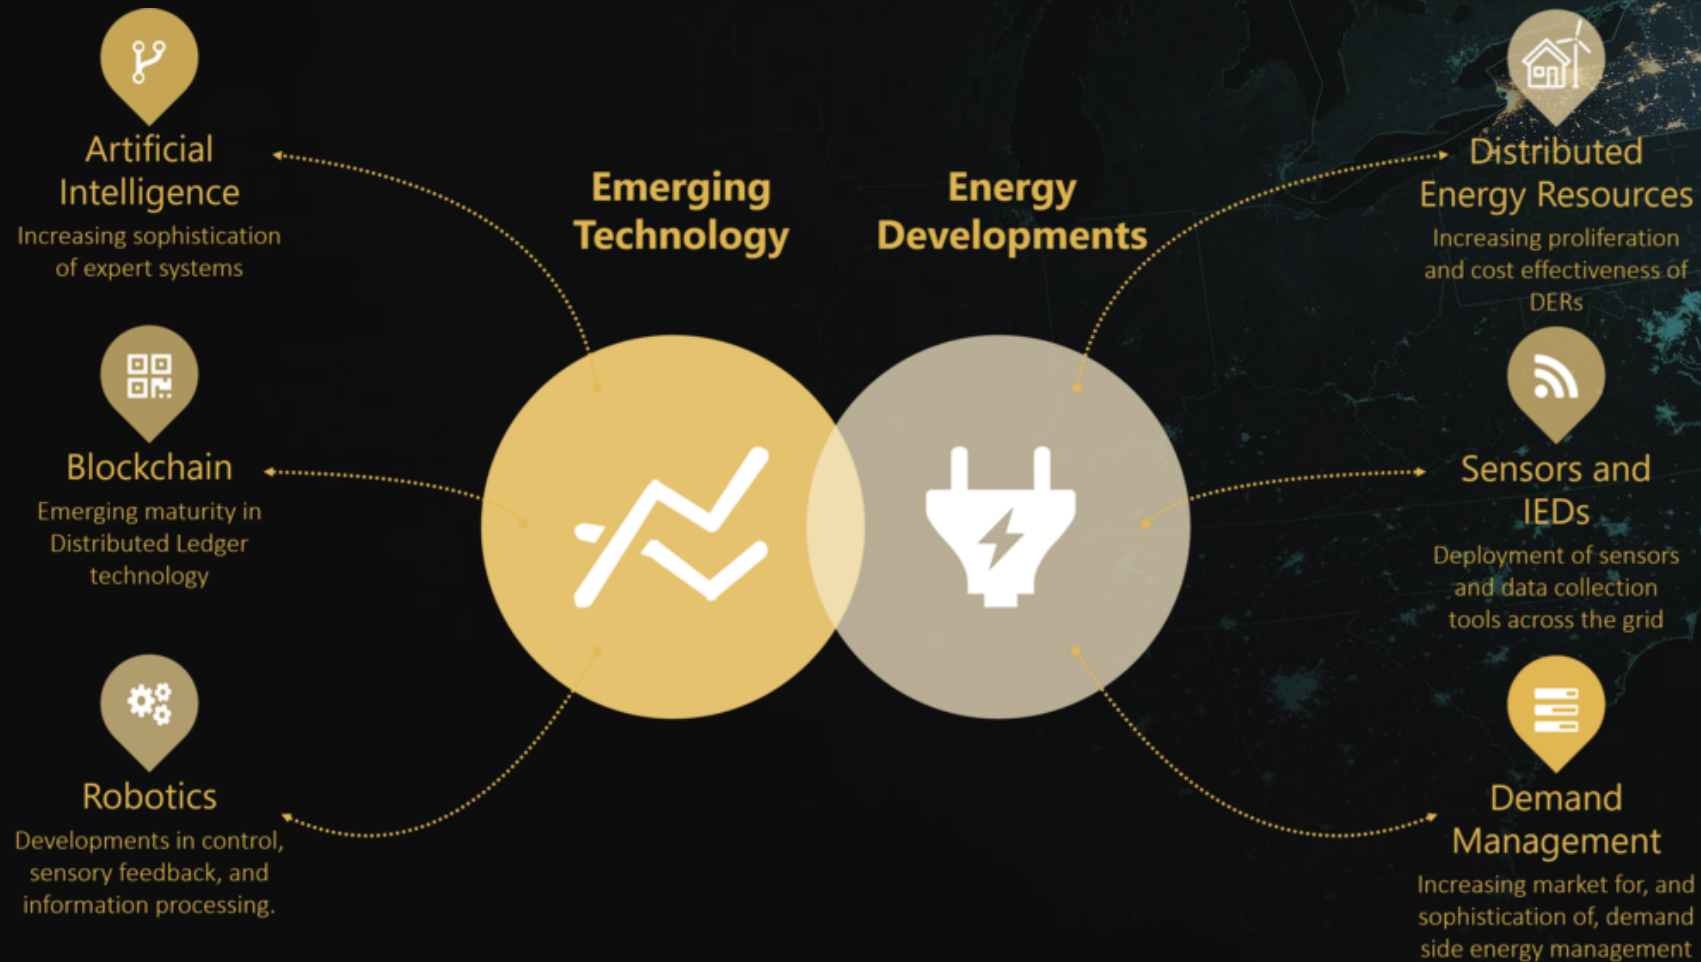 Artificial
Intelligence
Increasing sophistication
of expert systems
Blockchain
Emerging maturity in
Distributed Ledger
technology
Robotics
Developments in control,
sensory feedback, and
information processing.
Emerging
Technology
Energy
Developments
Distributed
Energy Resources
Increasing proliferation
and cost effectiveness of
DERs
Sensors and
IEDs
Deployment of sensors
and data collection
tools across the grid
Demand
Management
Increasing market for, and
sophistication of, demand
side energy management